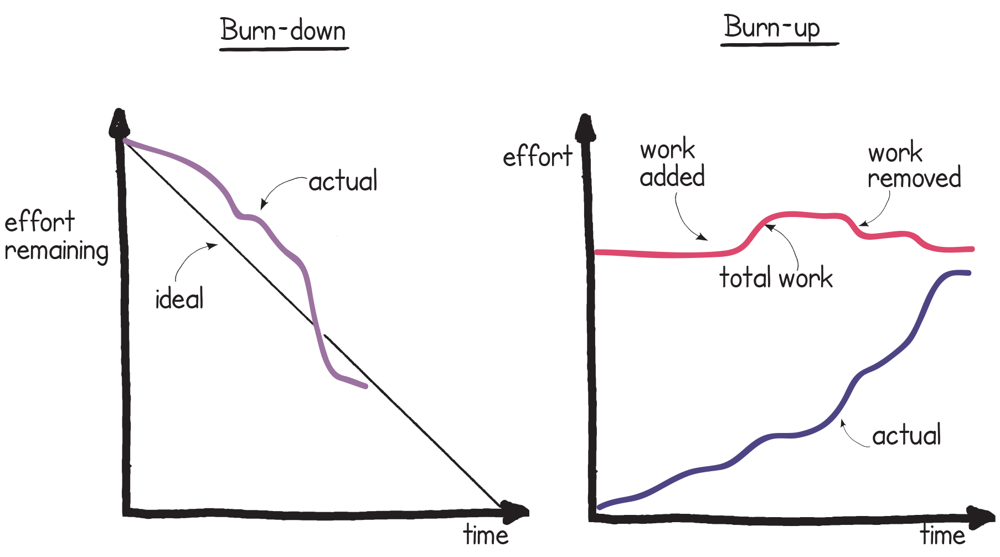 Burn-down
actual
effort
remaining
ideal
time
Burn-up
effort
work
added
work
removed
total work
actual
time